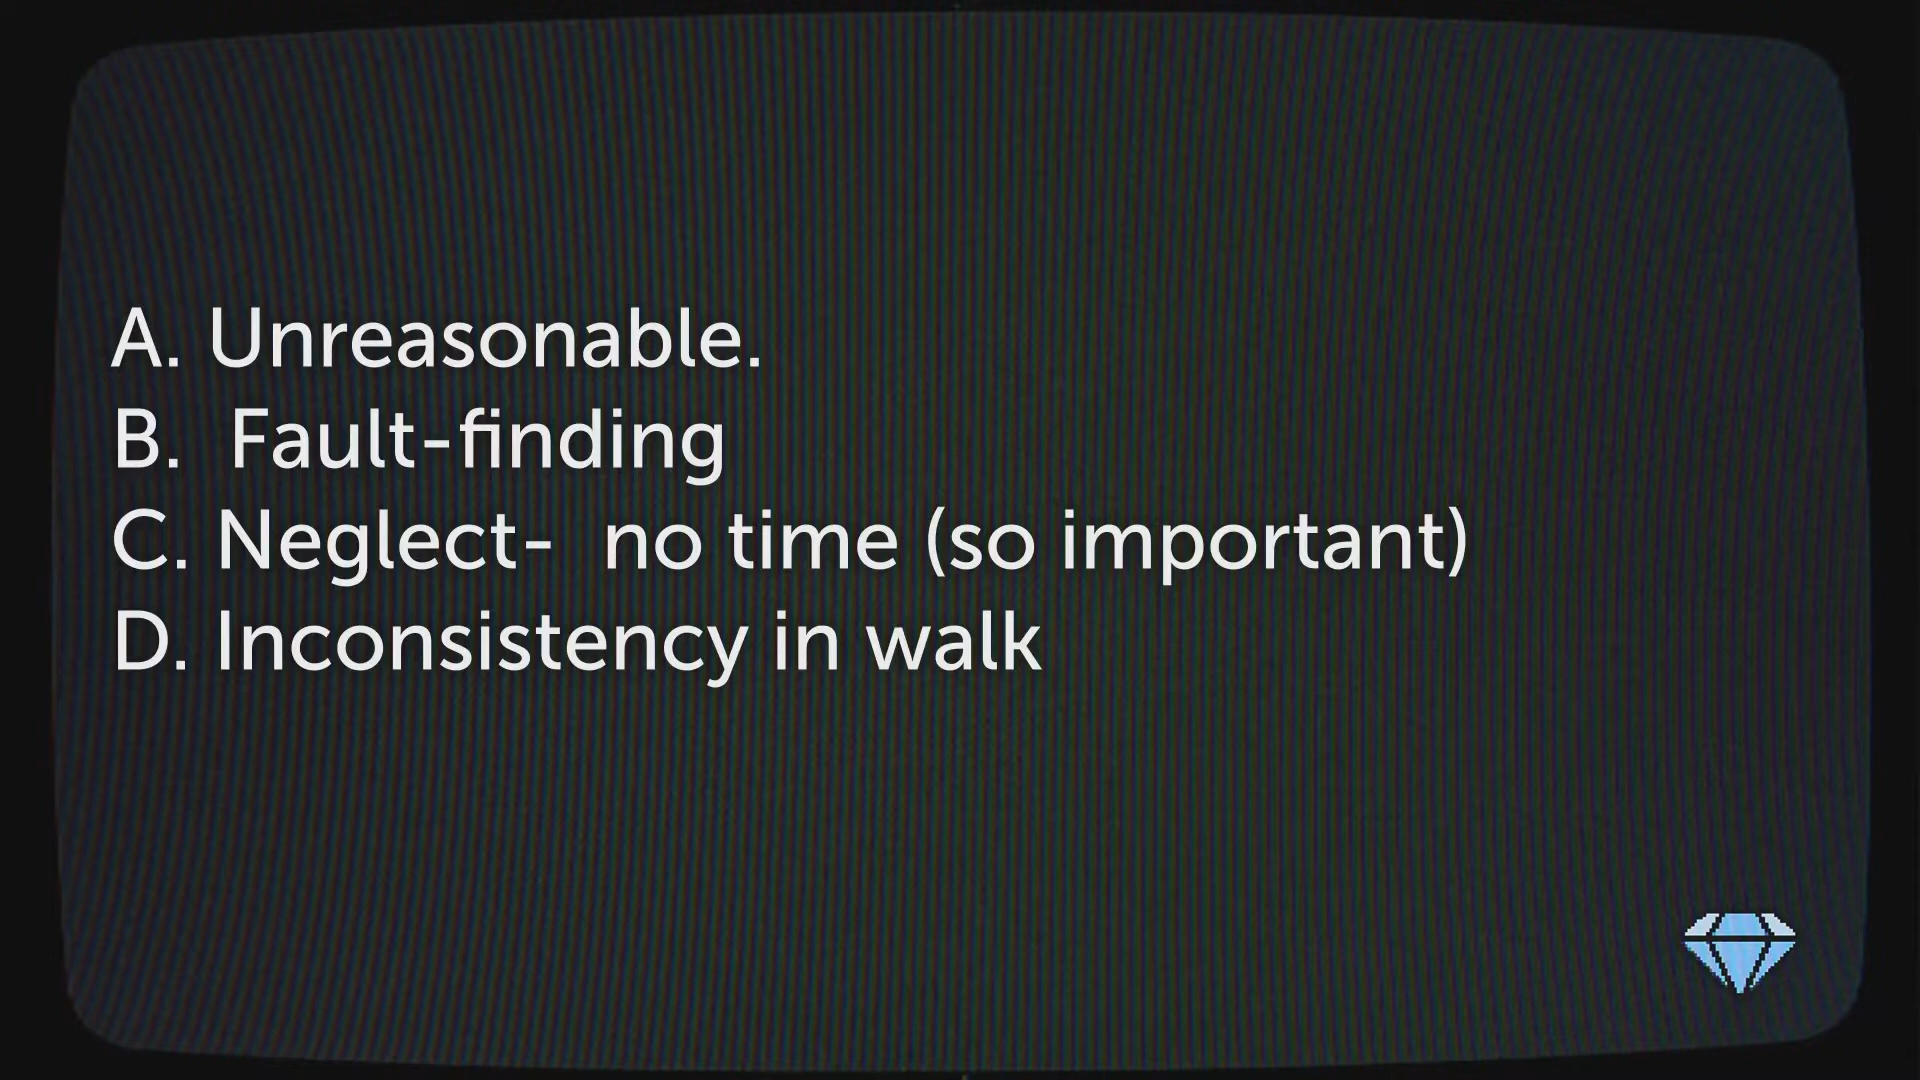 A. Unreasonable.
B.  Fault-finding
C. Neglect-  no time (so important)
D. Inconsistency in walk